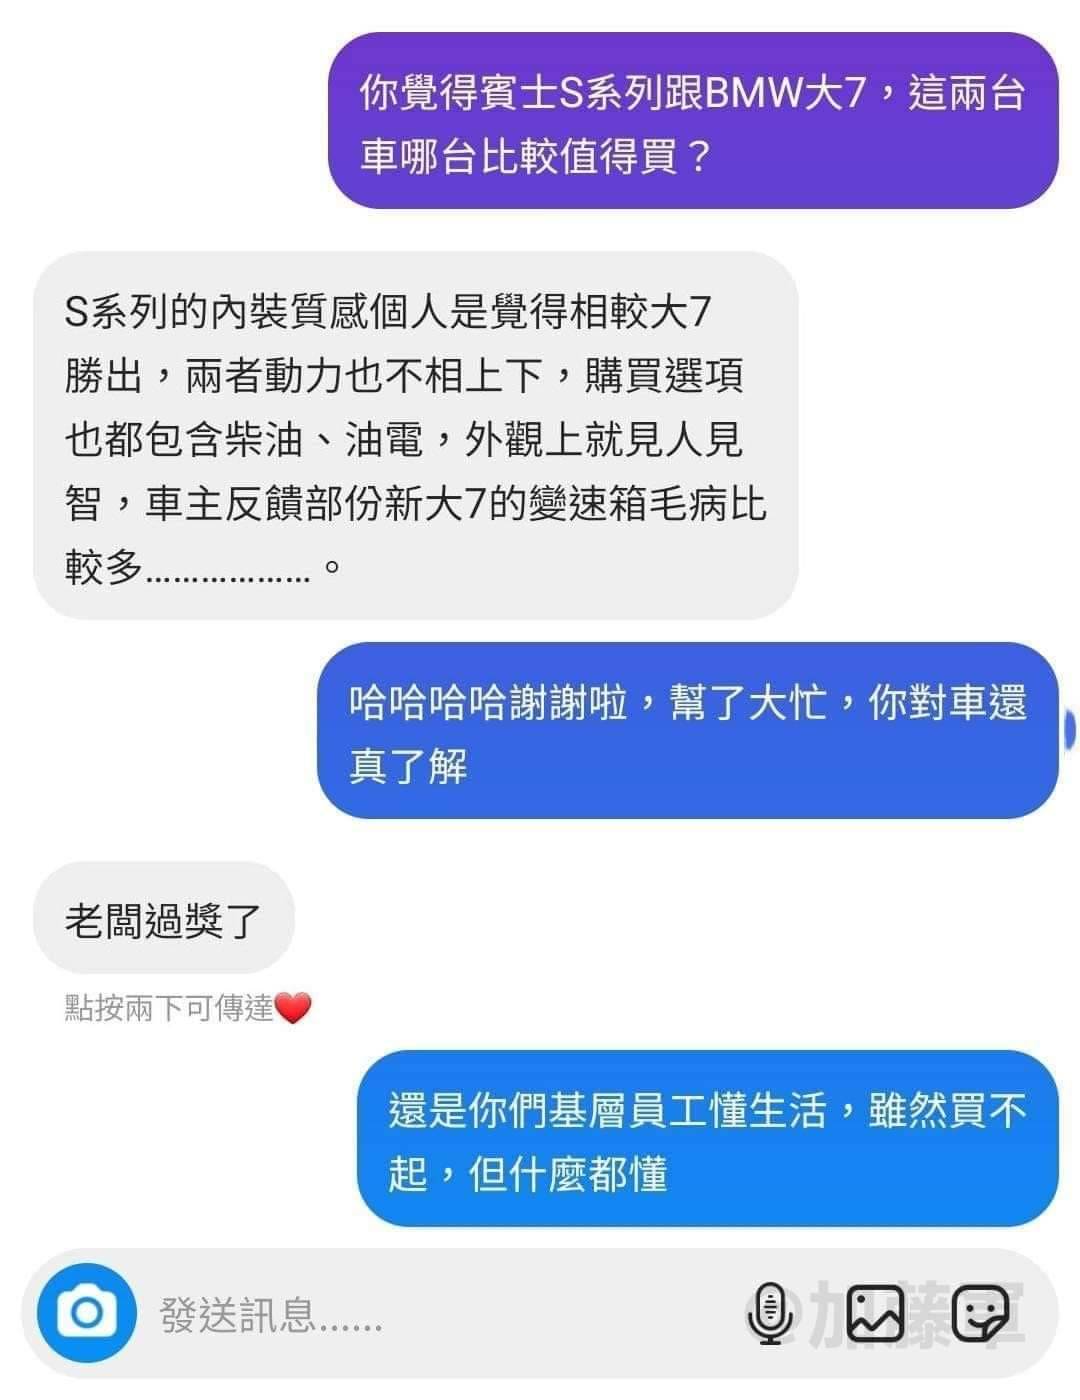 你覺得賓士S系列跟BMW大7，這兩台
車哪台比較值得買？
S系列的內裝質感個人是覺得相較大7
勝出，兩者動力也不相上下，購買選項
也都包含柴油、油電，外觀上就見人見
智，車主反饋部份新大7的變速箱毛病比
較多..................。
哈哈哈哈謝謝啦，幫了大忙，你對車還
真了解
老闆過獎了
點按兩下可傳達❤️
還是你們基層員工懂生活，雖然買不
起，但什麼都懂
發送訊息......
@加藤軍